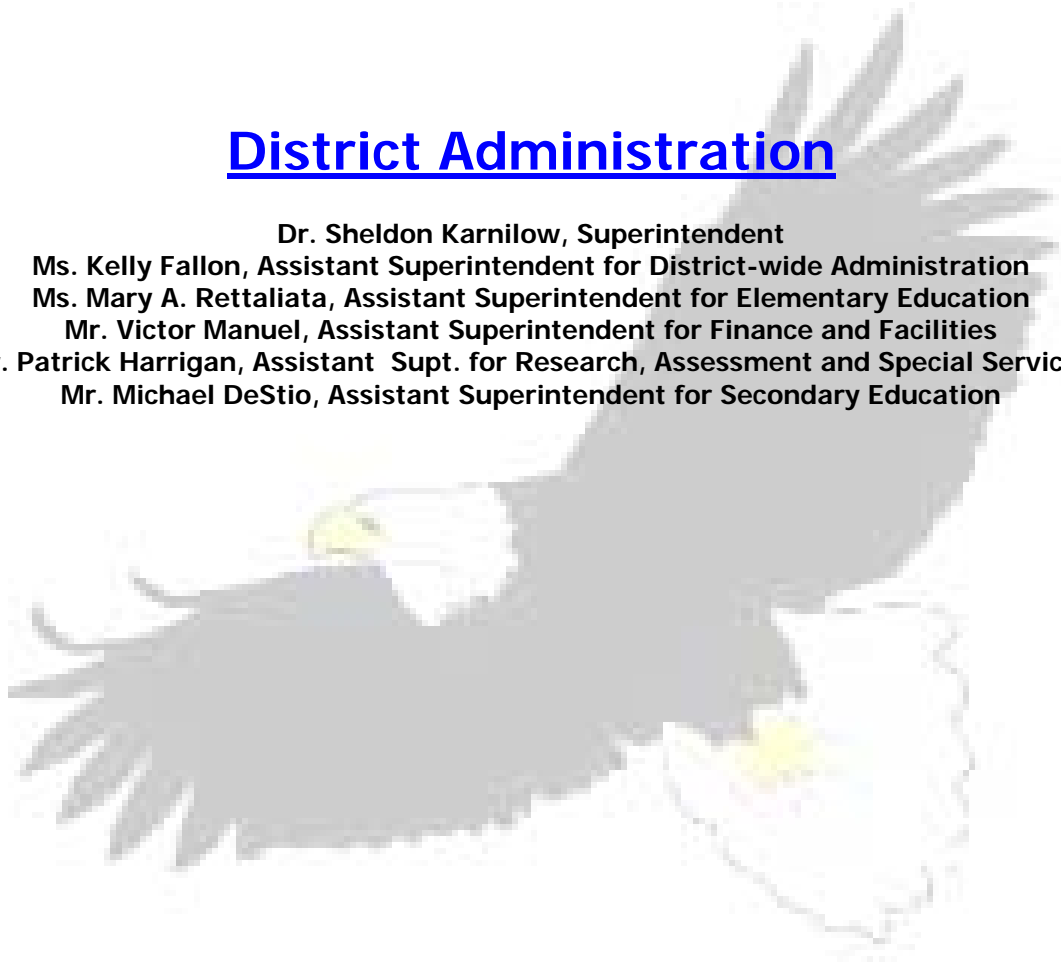 District Administration
Dr. Sheldon Karnilow, Superintendent
Ms. Kelly Fallon, Assistant Superintendent for District-wide Administration
Ms. Mary A. Rettaliata, Assistant Superintendent for Elementary Education
Mr. Victor Manuel, Assistant Superintendent for Finance and Facilities
Patrick Harrigan, Assistant Supt. for Research, Assessment and Special
Mr. Michael DeStio, Assistant Superintendent for Secondary Education